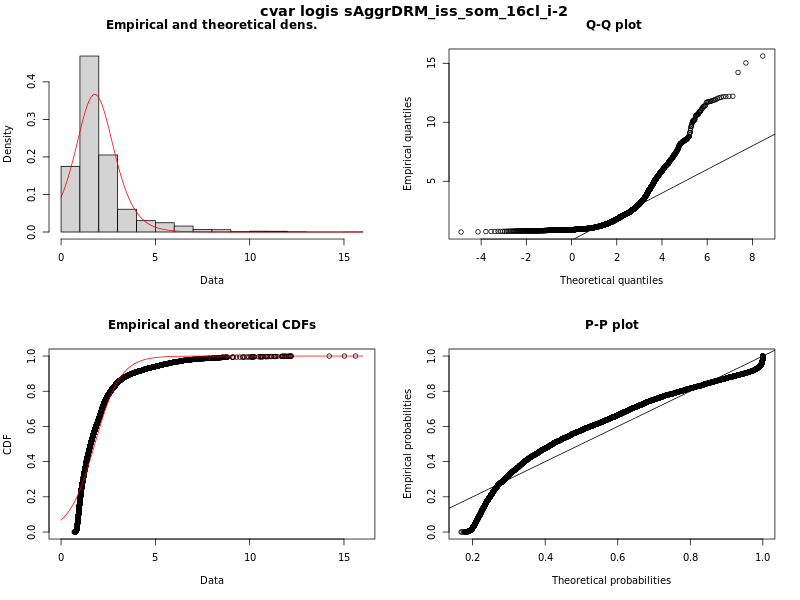 cvar logis sAggrDRM_iss_som_16cl_i-2
Empirical and theoretical dens.
Density
0.0 0.1 0.2 0.3 0.4
0 5 10 15
Data
Q-Q plot
Empirical quantiles
5 10 15
-4 -2 0 2 4 6 8
Theoretical quantiles
Empirical and theoretical CDFs
CDF
0.0 0.2 0.4 0.6 0.8 1.0
0 5 10 15
Data
P-P plot
Empirical probabilities
0.0 0.2 0.4 0.6 0.8 1.0
0.2 0.4 0.6 0.8 1.0
Theoretical probabilities